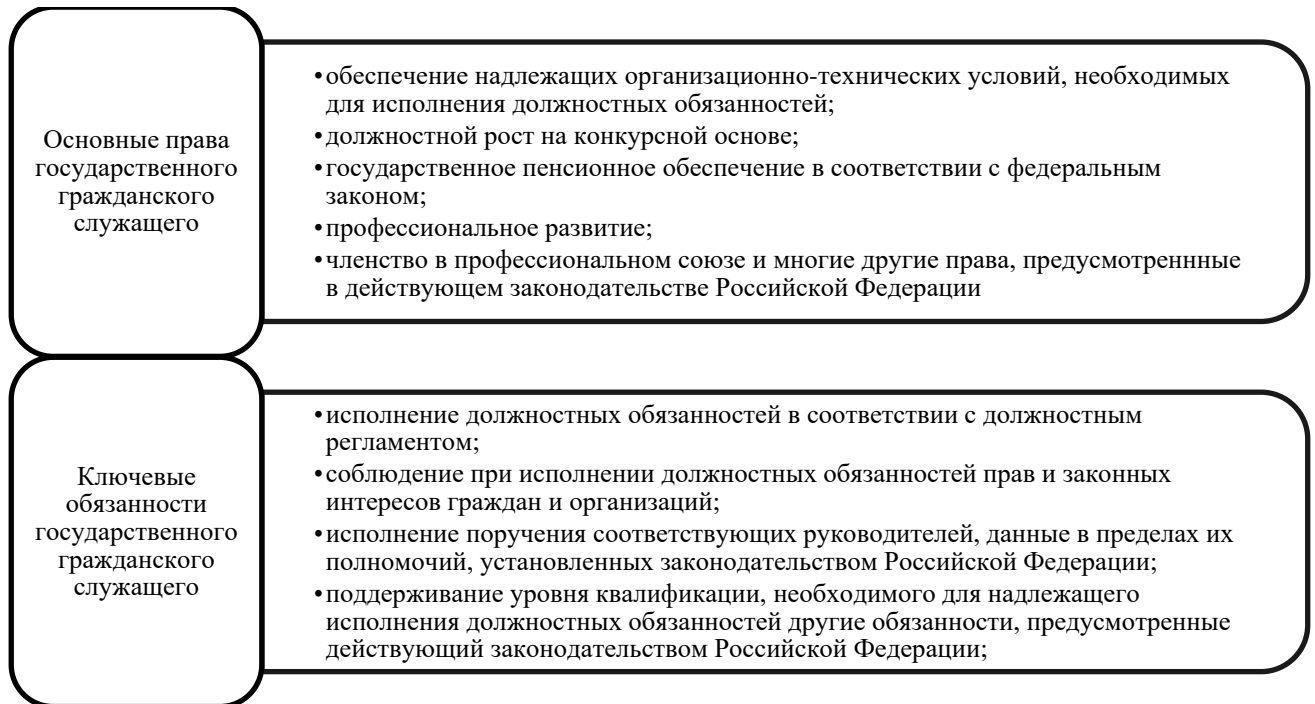 Основные права
государственного
гражданского
служащего
•обеспечение надлежащих организационно-технических условий, необходимых
для исполнения должностных обязанностей;
•должностной рост на конкурсной основе;
•государственное пенсионное обеспечение в соответствии с федеральным
законом;
•профессиональное развитие;
•членство в профессиональном союзе и многие другие права, предусмотреннные
в действующем законодательстве Российской Федерации
Ключевые
обязанности
государственного
гражданского
служащего
•исполнение должностных обязанностей в соответствии с должностным
регламентом;
•соблюдение при исполнении должностных обязанностей прав и законных
интересов граждан и организаций;
•исполнение поручения соответствующих руководителей, данные в пределах их
полномочий, установленных законодательством Российской Федерации;
•поддерживание уровня квалификации, необходимого для надлежащего
исполнения должностных обязанностей другие обязанности, предусмотренные
действующий законодательством Российской Федерации;